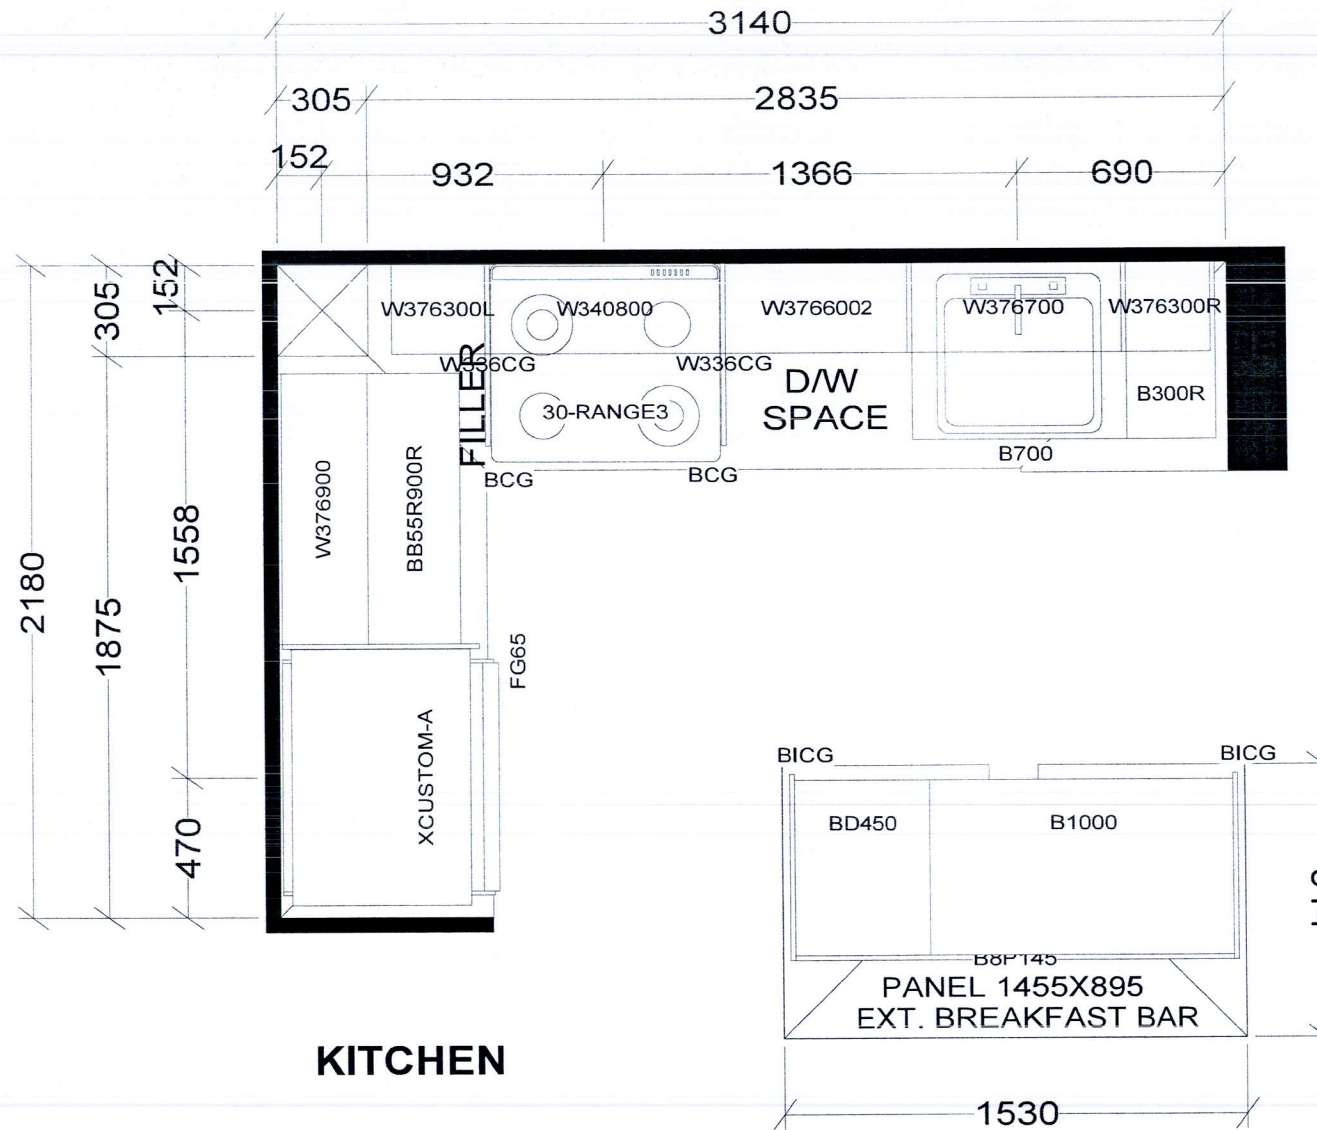 3140
305
2835
152
932
1366
690
2180
305
1875
152
1558
470
W376300L
W340800
W3766002
W376700
W376300R
W336CG
W336CG
FILLER
30-RANGE3
D/W
SPACE
B300R
B700
BCG
BCG
W376900
BB55R900R
FG65
XCUSTOM-A
BICG
BICG
BD450
B1000
B8P145
PANEL 1455X895
EXT. BREAKFAST BAR
KITCHEN
1530